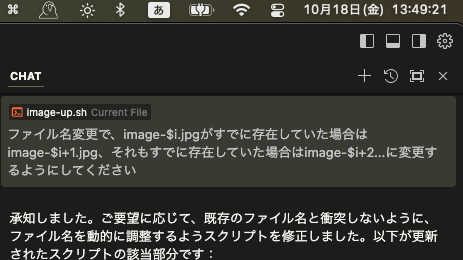 あ
10月18日(金) 13:49:21
CHAT
image-up.sh Current File
ファイル名変更で、image-$i.jpgがすでに存在していた場合は
image-$i+1.jpg、それもすでに存在していた場合はimage-$i+2...に変更す
るようにしてください
承知しました。ご要望に応じて、既存のファイル名と衝突しないように、
ファイル名を動的に調整するようスクリプトを修正しました。以下が更新
されたスクリプトの該当部分です：